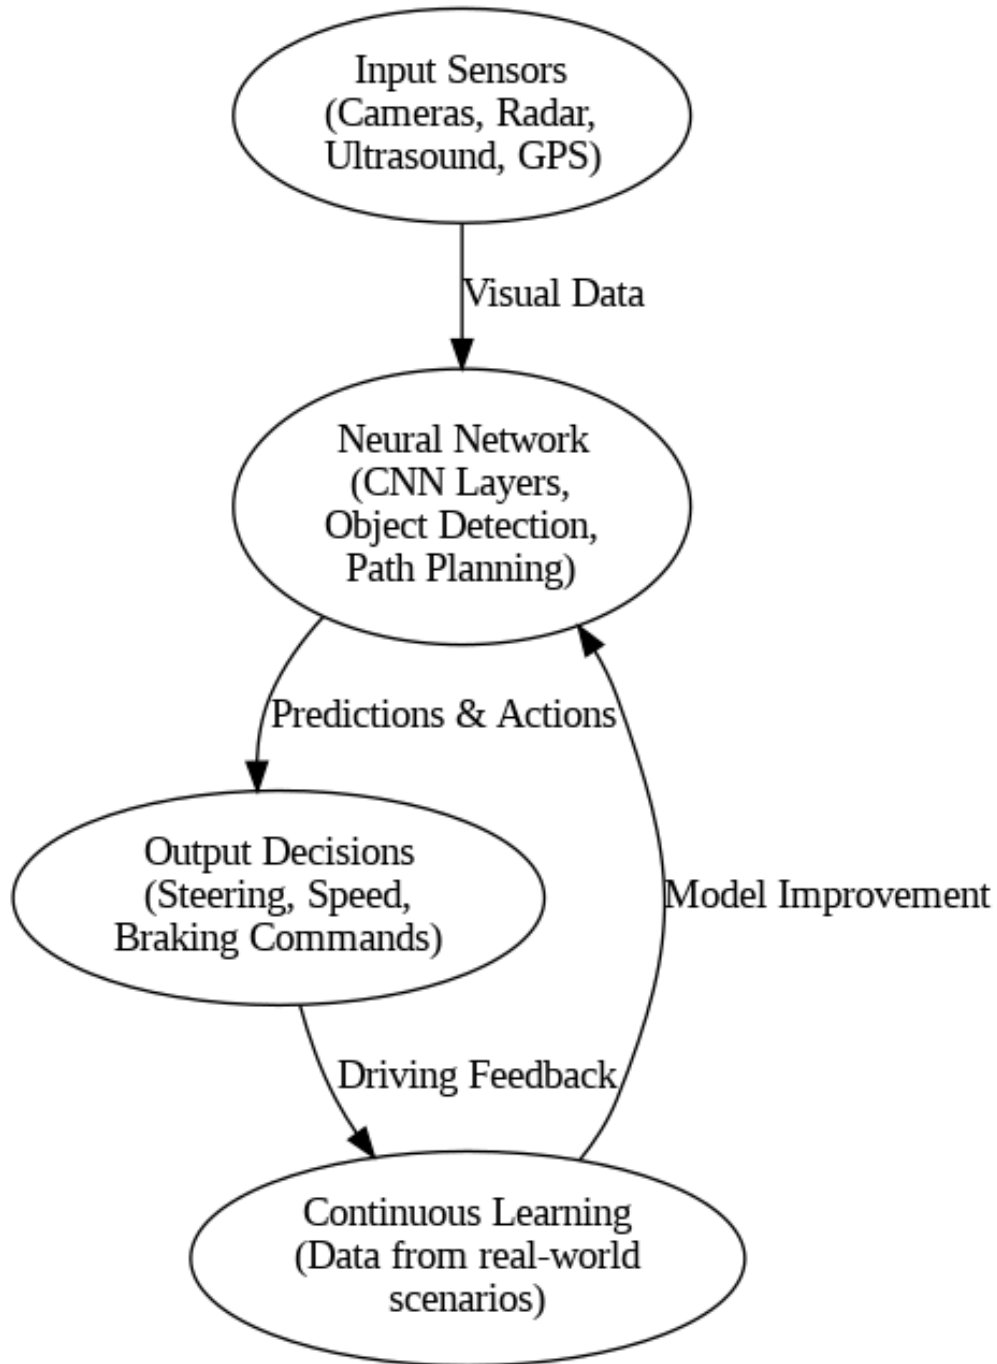 Input Sensors
(Cameras, Radar,
Ultrasound, GPS)
Visual Data
Neural Network
(CNN Layers,
Object Detection,
Path Planning)
Predictions & Actions
Output Decisions
(Steering, Speed,
Braking Commands)
Model Improvement
Driving Feedback
Continuous Learning
(Data from real-world
scenarios)